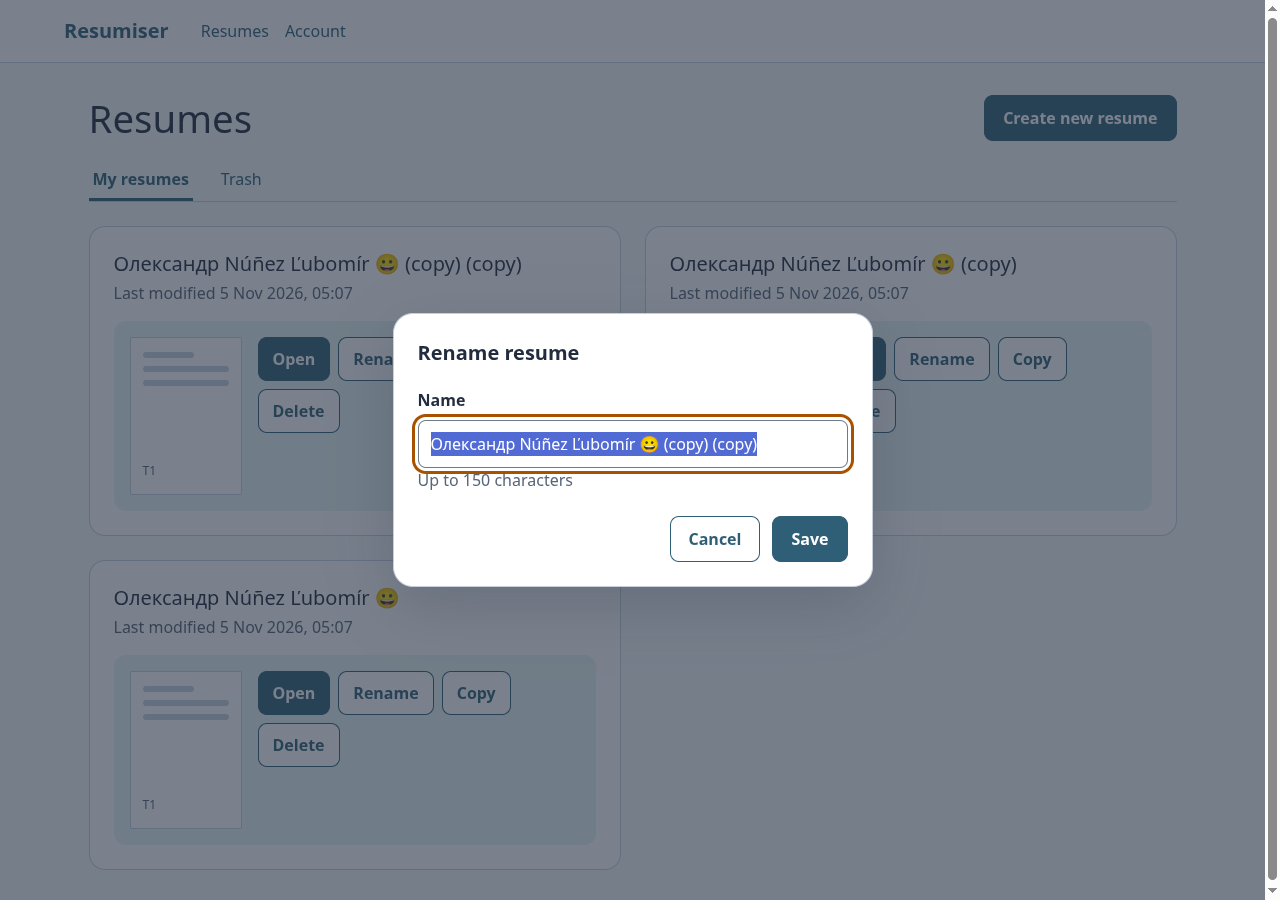 Resumiser Resumes Account
Resumes
Create new resume
My resumes Trash
Олександр Núñez Ľubomír 😀 (copy) (copy)
Last modified 5 Nov 2026, 05:07
T1
Open
Delete
Олександр Núñez Ľubomír 😀 (copy)
Last modified 5 Nov 2026, 05:07
Rename Copy
Rename resume
Name
Олександр Núñez Ľubomír 😀 (copy) (copy)
Up to 150 characters
Cancel Save
Олександр Núñez Ľubomír 😀
Last modified 5 Nov 2026, 05:07
T1
Open Rename Copy
Delete